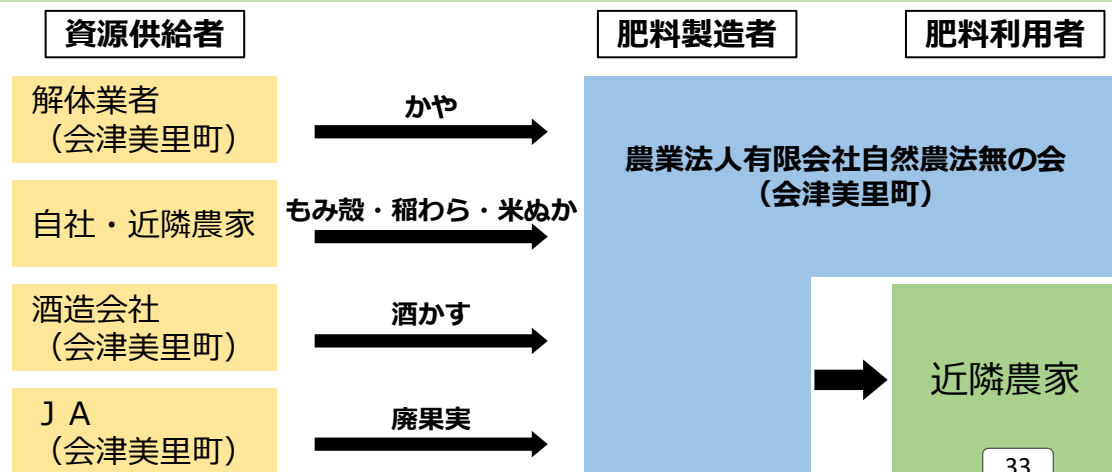 資源供給者
肥料製造者
肥料利用者
解体業者
（会津美里町）
かや
農業法人有限会社自然農法無の会
（会津美里町）
自社・近隣農家
もみ殻・稲わら・米ぬか
酒造会社
（会津美里町）
酒かす
近隣農家
ＪＡ
（会津美里町）
廃果実
33